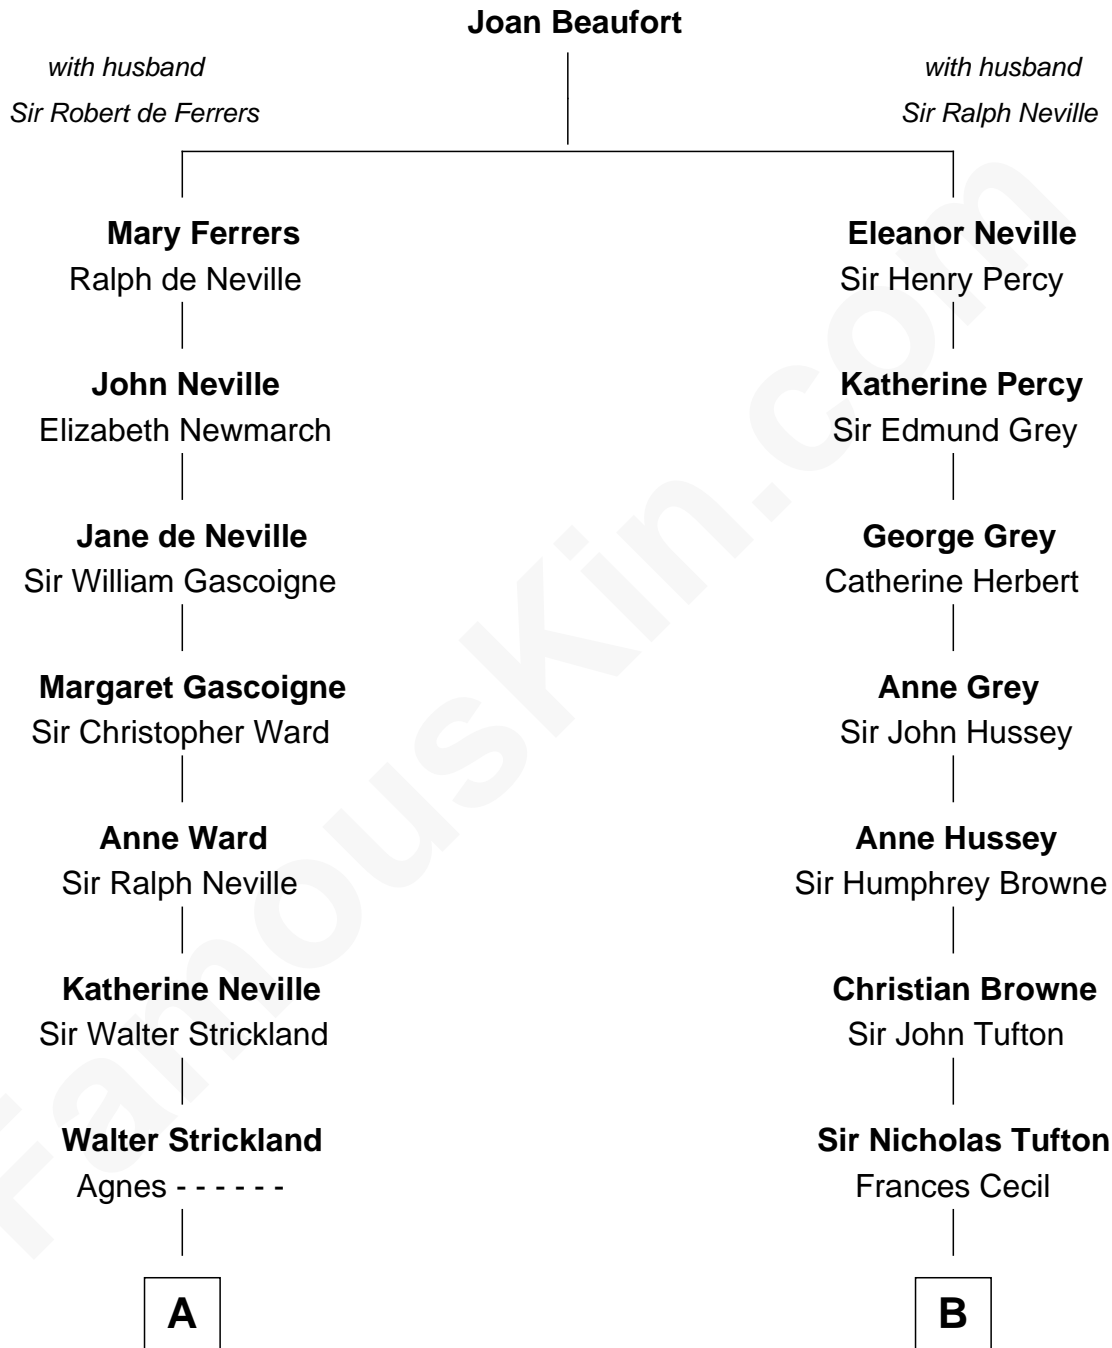 Joan Beaufort
with husband
Sir Robert de Ferrers
with husband
Sir Ralph Neville
Mary Ferrers
Ralph de Neville
Eleanor Neville
Sir Henry Percy
John Neville
Elizabeth Newmarch
Katherine Percy
Sir Edmund Grey
Jane de Neville
Sir William Gascoigne
George Grey
Catherine Herbert
Margaret Gascoigne
Sir Christopher Ward
Anne Grey
Sir John Hussey
Anne Ward
Sir Ralph Neville
Anne Hussey
Sir Humphrey Browne
Katherine Neville
Sir Walter Strickland
Christian Browne
Sir John Tufton
Walter Strickland
Agnes - - - - - -
Sir Nicholas Tufton
Frances Cecil
A
B
FamousKin.com